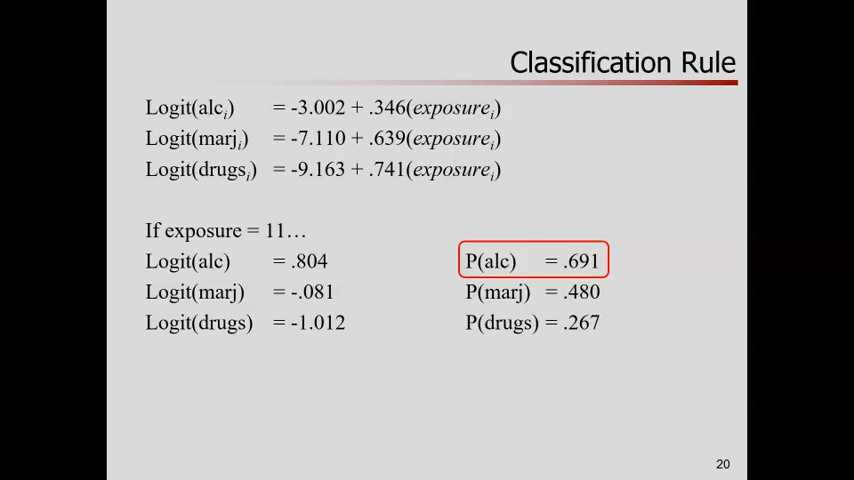 Classification Rule
Logit(alcᵢ) = -3.002 + .346(exposureᵢ)
Logit(marjᵢ) = -7.110 + .639(exposureᵢ)
Logit(drugsᵢ) = -9.163 + .741(exposureᵢ)
If exposure = 11…
Logit(alc) = .804 P(alc) = .691
Logit(marj) = -.081 P(marj) = .480
Logit(drugs) = -1.012 P(drugs) = .267
20